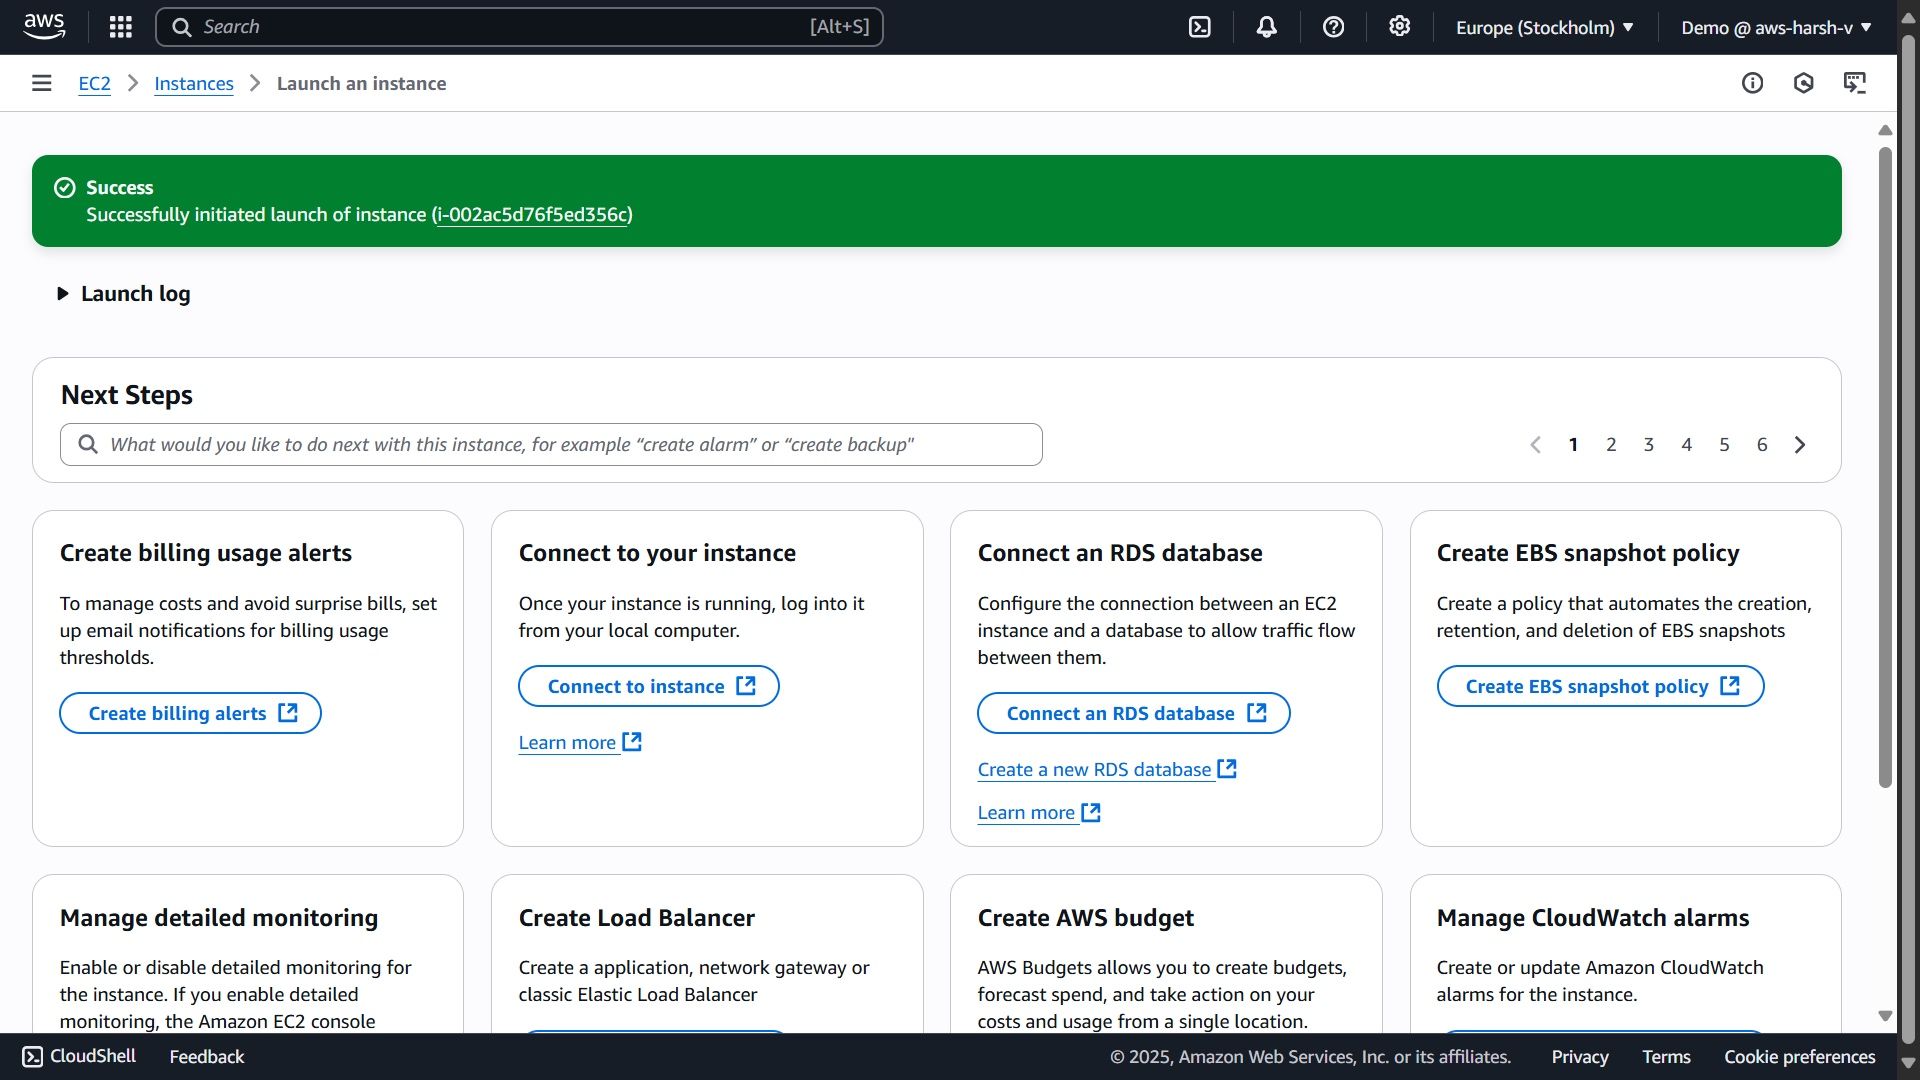 aws
Search [Alt+S]
Europe (Stockholm)
Demo @ aws-harsh-v
EC2
Instances
Launch an instance
Success
Successfully initiated launch of instance (i-002ac5d76f5ed356c)
Launch log
Next Steps
What would you like to do next with this instance, for example “create alarm” or “create backup"
1 2 3 4 5 6
Create billing usage alerts
To manage costs and avoid surprise bills, set
up email notifications for billing usage
thresholds.
Create billing alerts
Connect to your instance
Once your instance is running, log into it
from your local computer.
Connect to instance
Learn more
Connect an RDS database
Configure the connection between an EC2
instance and a database to allow traffic flow
between them.
Connect an RDS database
Create a new RDS database
Learn more
Create EBS snapshot policy
Create a policy that automates the creation,
retention, and deletion of EBS snapshots
Create EBS snapshot policy
Manage detailed monitoring
Enable or disable detailed monitoring for
the instance. If you enable detailed
monitoring, the Amazon EC2 console
Create Load Balancer
Create a application, network gateway or
classic Elastic Load Balancer
Create AWS budget
AWS Budgets allows you to create budgets,
forecast spend, and take action on your
costs and usage from a single location.
Manage CloudWatch alarms
Create or update Amazon CloudWatch
alarms for the instance.
CloudShell
Feedback
© 2025, Amazon Web Services, Inc. or its affiliates.
Privacy
Terms
Cookie preferences